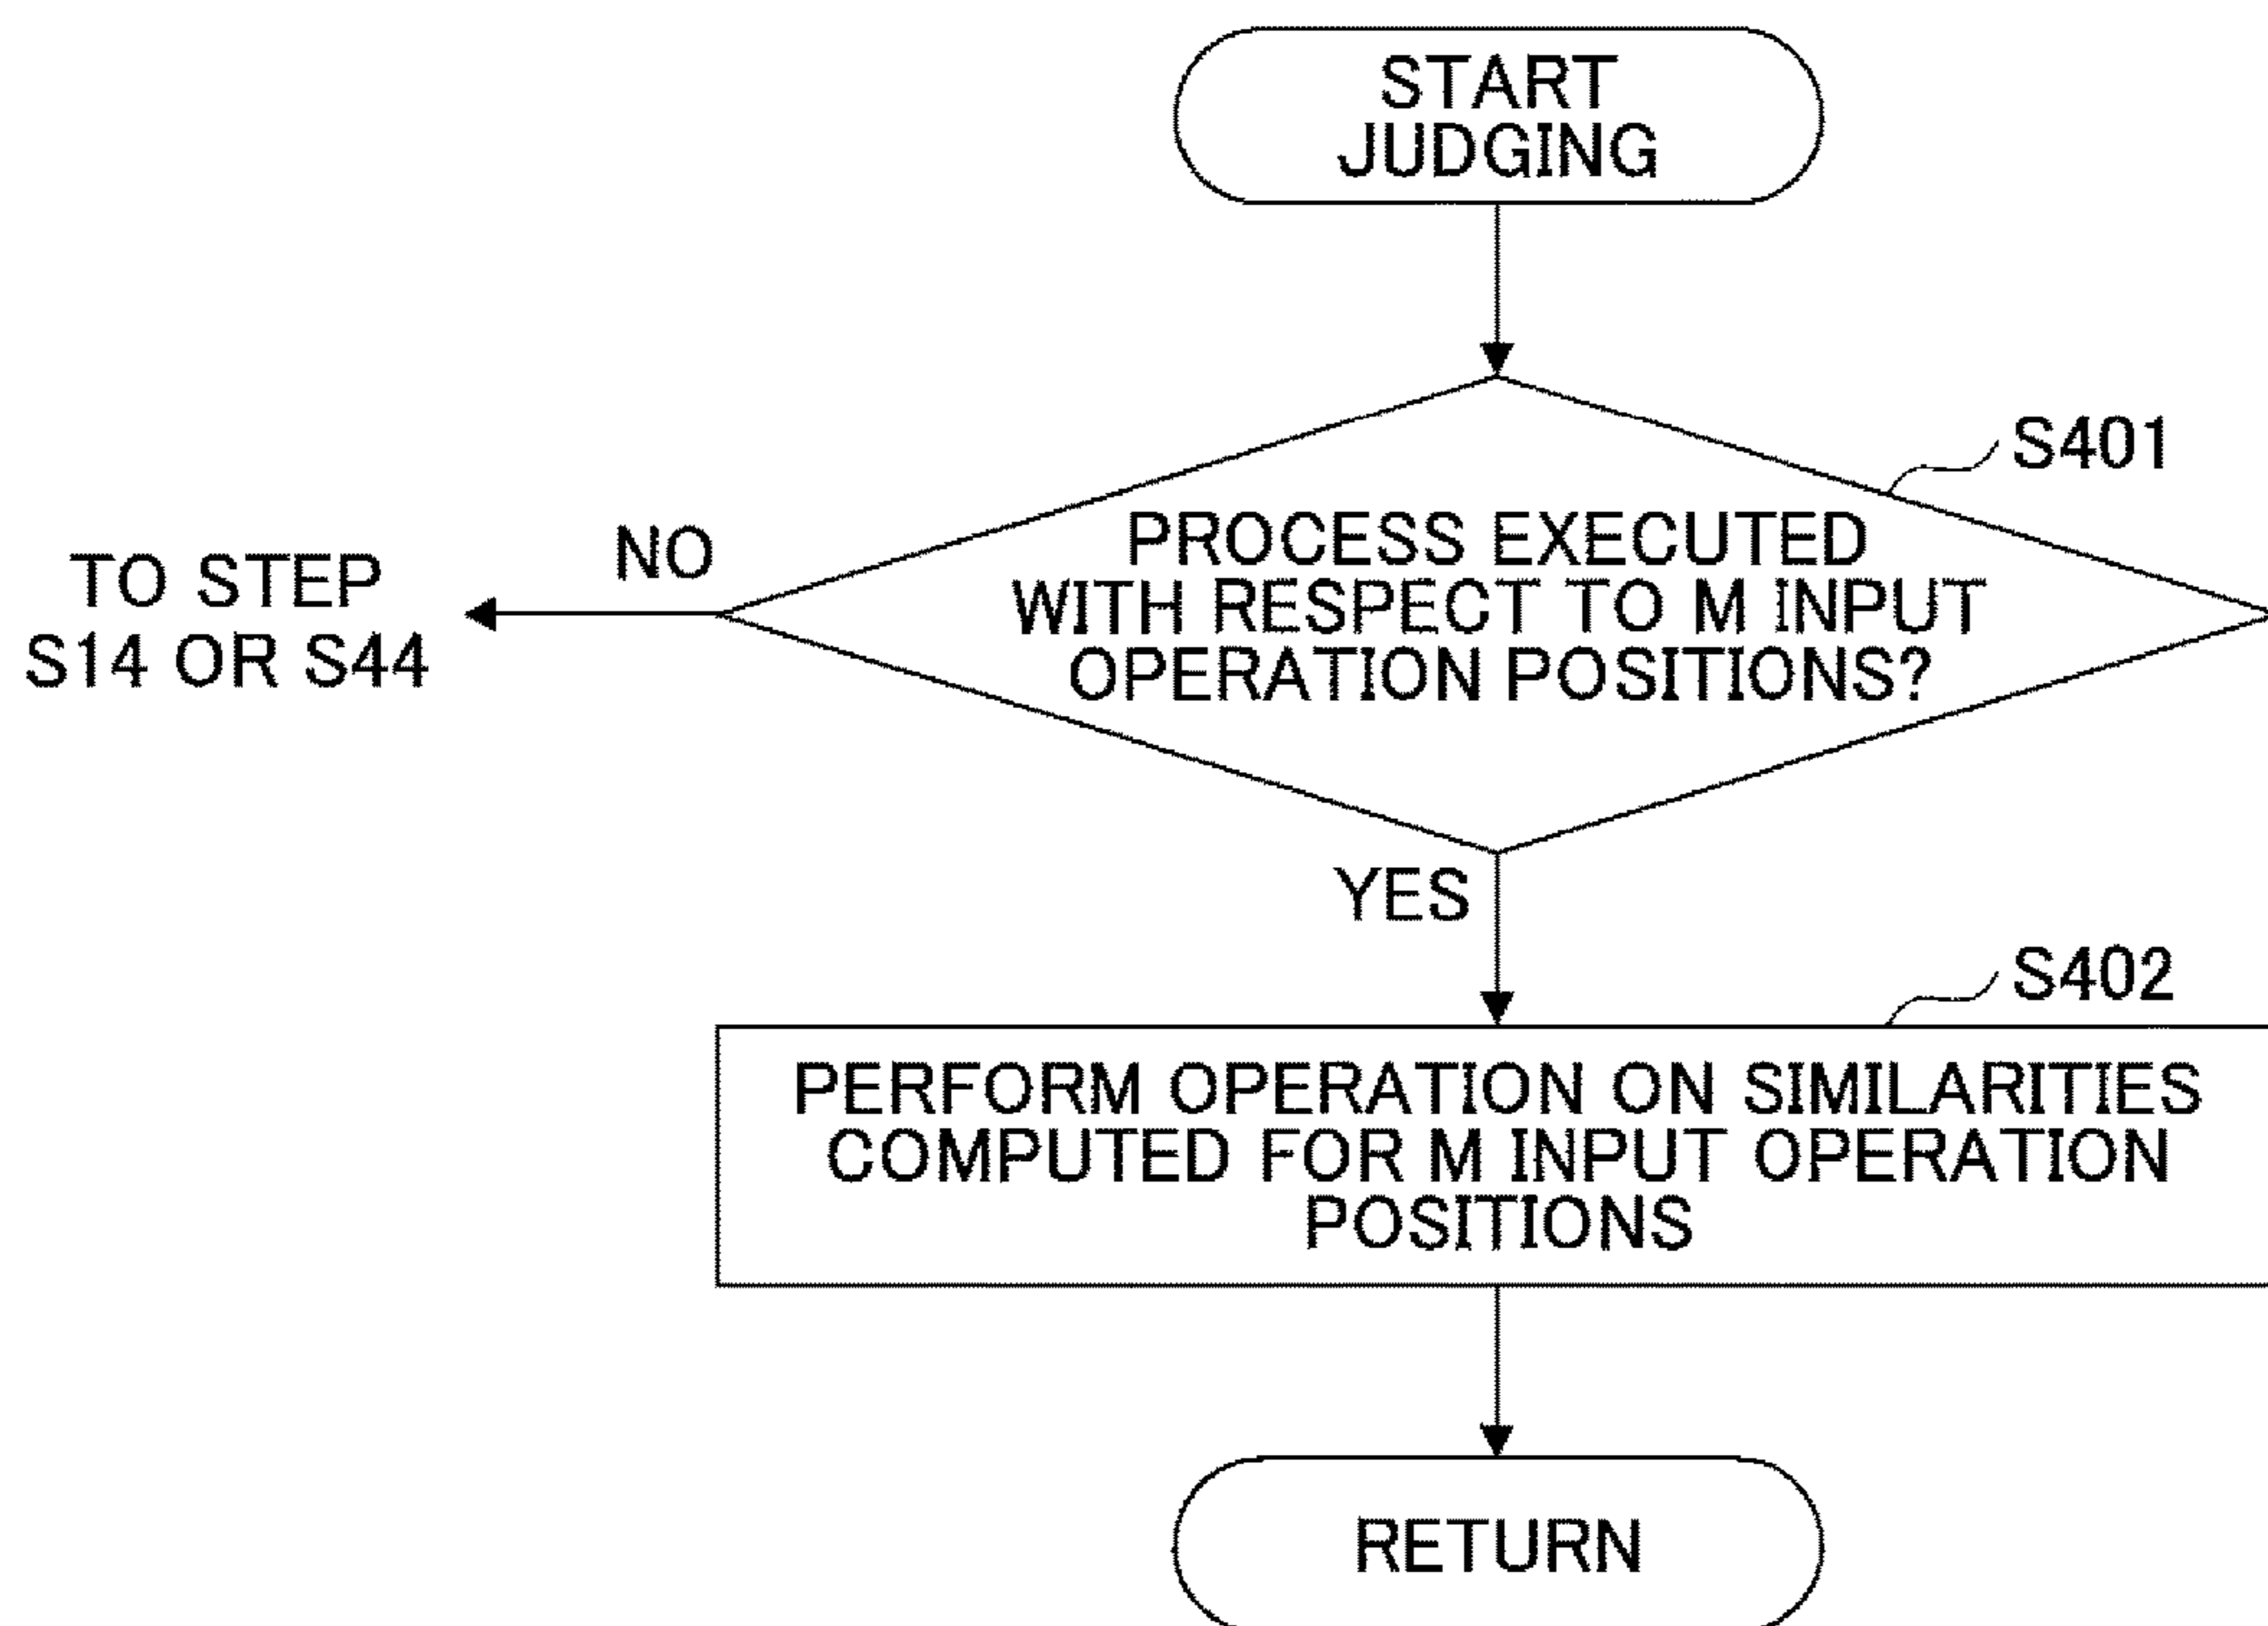 START
JUDGING
S401
PROCESS EXECUTED
WITH RESPECT TO M INPUT
OPERATION POSITIONS?
NO
TO STEP
S14 OR S44
YES
S402
PERFORM OPERATION ON SIMILARITIES
COMPUTED FOR M INPUT OPERATION
POSITIONS
RETURN